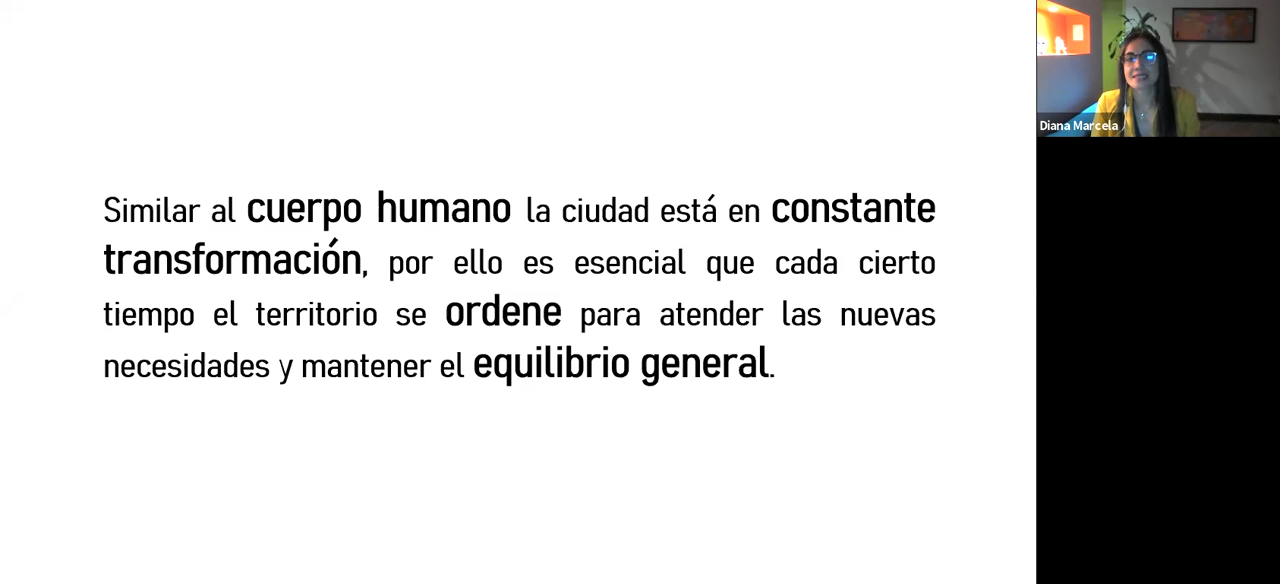 Similar al cuerpo humano la ciudad está en constante
transformación, por ello es esencial que cada cierto
tiempo el territorio se ordene para atender las nuevas
necesidades y mantener el equilibrio general.
Diana Marcela